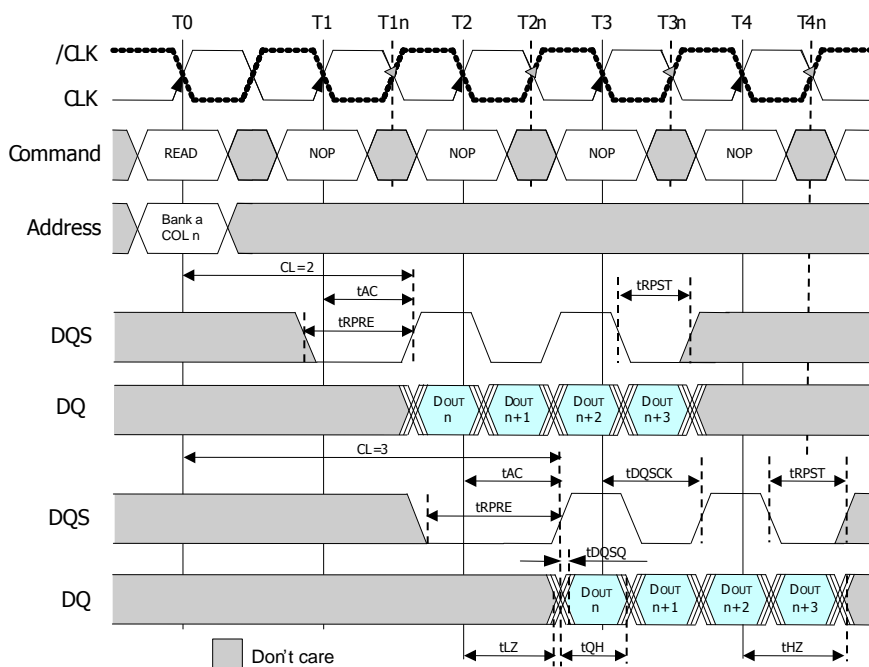 T0 T1 T1n T2 T2n T3 T3n T4 T4n
/CLK
CLK
Command READ NOP NOP NOP NOP
Address Bank a
COL n
CL=2
tAC tRPST
tRPRE
DQS
DQ DOUT n DOUT n+1 DOUT n+2 DOUT n+3
CL=3
tAC tDQSCK tRPST
tRPRE
DQS
tDQSQ
DQ DOUT n DOUT n+1 DOUT n+2 DOUT n+3
tLZ tQH tHZ
Don't care